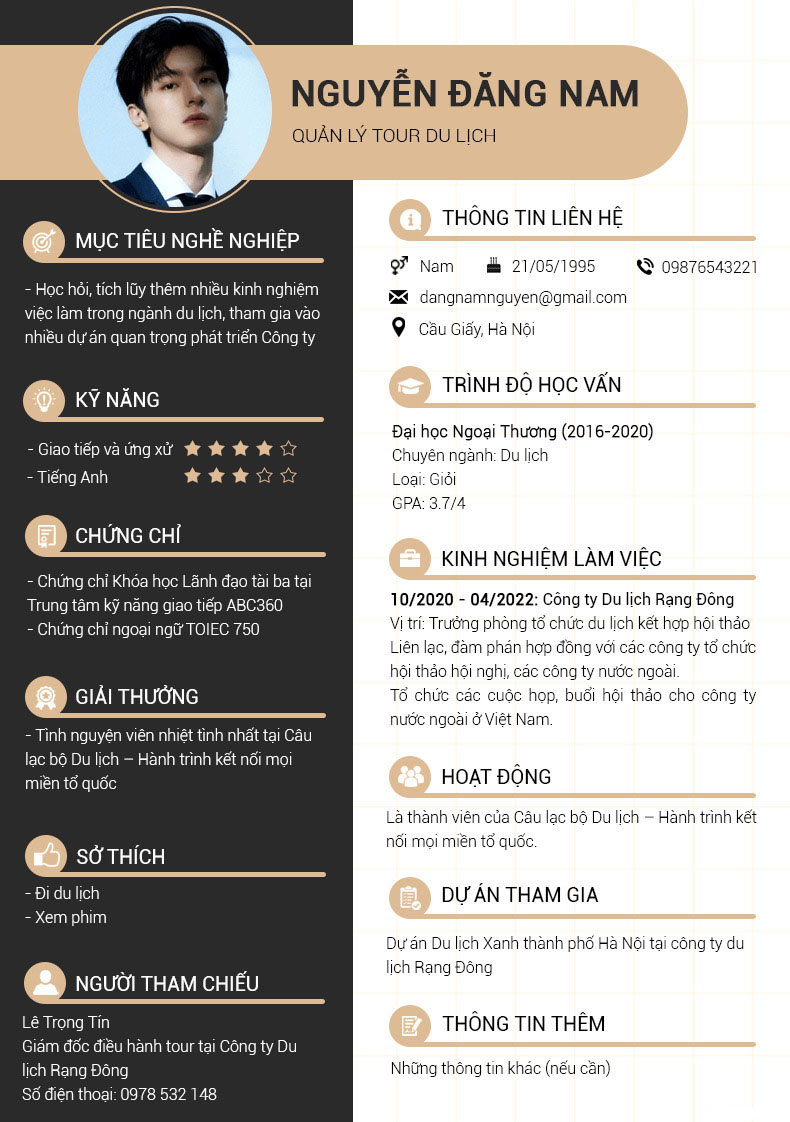 NGUYỄN ĐĂNG NAM
QUẢN LÝ TOUR DU LỊCH
MỤC TIÊU NGHỀ NGHIỆP
- Học hỏi, tích lũy thêm nhiều kinh nghiệm
việc làm trong ngành du lịch, tham gia vào
nhiều dự án quan trọng phát triển Công ty
KỸ NĂNG
- Giao tiếp và ứng xử
- Tiếng Anh
CHỨNG CHỈ
- Chứng chỉ Khóa học Lãnh đạo tài ba tại
Trung tâm kỹ năng giao tiếp ABC360
- Chứng chỉ ngoại ngữ TOIEC 750
GIẢI THƯỞNG
- Tình nguyện viên nhiệt tình nhất tại Câu
lạc bộ Du lịch – Hành trình kết nối mọi
miền tổ quốc
SỞ THÍCH
- Đi du lịch
- Xem phim
NGƯỜI THAM CHIẾU
Lê Trọng Tín
Giám đốc điều hành tour tại Công ty Du
lịch Rạng Đông
Số điện thoại: 0978 532 148
THÔNG TIN LIÊN HỆ
Nam 21/05/1995 09876543221
dangnamnguyen@gmail.com
Cầu Giấy, Hà Nội
TRÌNH ĐỘ HỌC VẤN
Đại học Ngoại Thương (2016-2020)
Chuyên ngành: Du lịch
Loại: Giỏi
GPA: 3.7/4
KINH NGHIỆM LÀM VIỆC
10/2020 - 04/2022: Công ty Du lịch Rạng Đông
Vị trí: Trưởng phòng tổ chức du lịch kết hợp hội thảo
Liên lạc, đàm phán hợp đồng với các công ty tổ chức
hội thảo hội nghị, các công ty nước ngoài.
Tổ chức các cuộc họp, buổi hội thảo cho công ty
nước ngoài ở Việt Nam.
HOẠT ĐỘNG
Là thành viên của Câu lạc bộ Du lịch – Hành trình kết
nối mọi miền tổ quốc.
DỰ ÁN THAM GIA
Dự án Du lịch Xanh thành phố Hà Nội tại công ty du
lịch Rạng Đông
THÔNG TIN THÊM
Những thông tin khác (nếu cần)